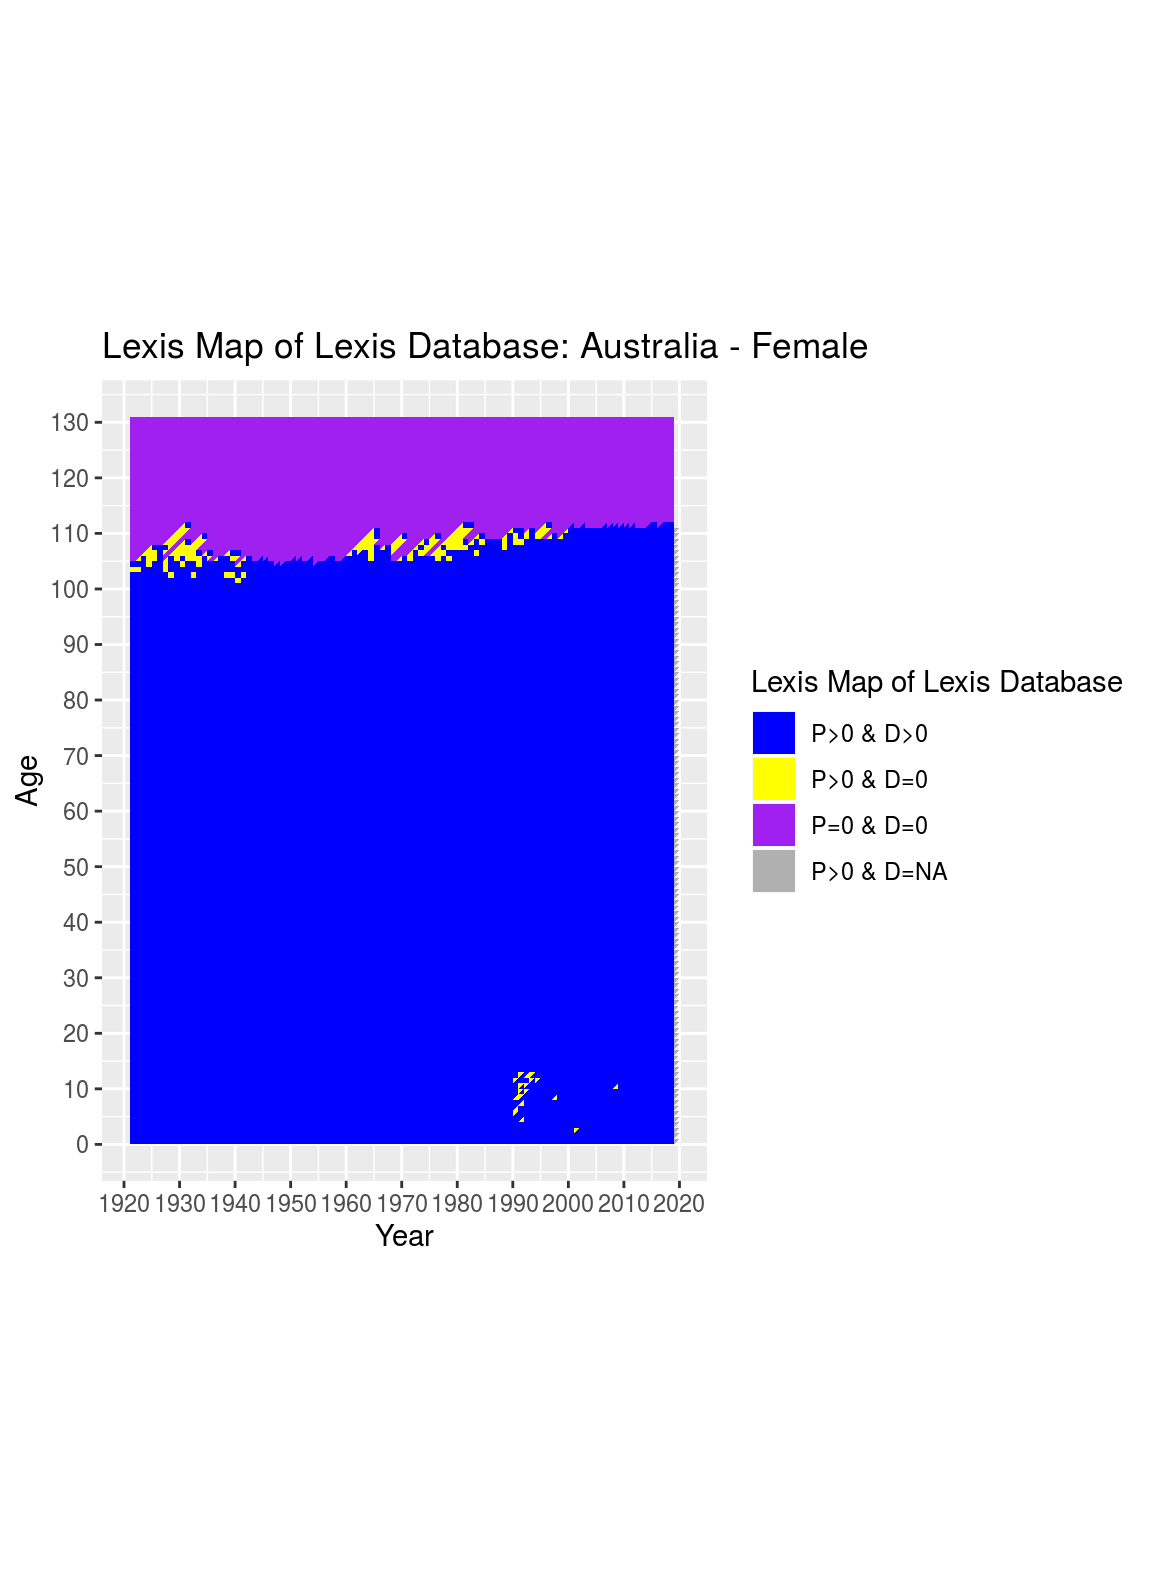 Lexis Map of Lexis Database: Australia - Female
130
120
110
100
90
80
70
60
50
40
30
20
10
0
Age
1920 1930 1940 1950 1960 1970 1980 1990 2000 2010 2020
Year
Lexis Map of Lexis Database
P>0 & D>0
P>0 & D=0
P=0 & D=0
P>0 & D=NA